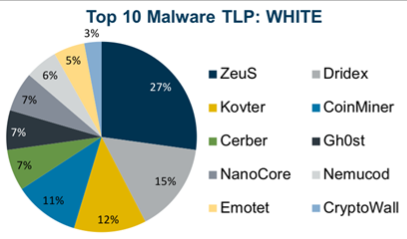 Top 10 Malware TLP: WHITE
3%
5%
6%
7%
7%
7%
11%
12%
15%
27%
ZeuS
Dridex
Kovter
CoinMiner
Cerber
Gh0st
NanoCore
Nemucod
Emotet
CryptoWall